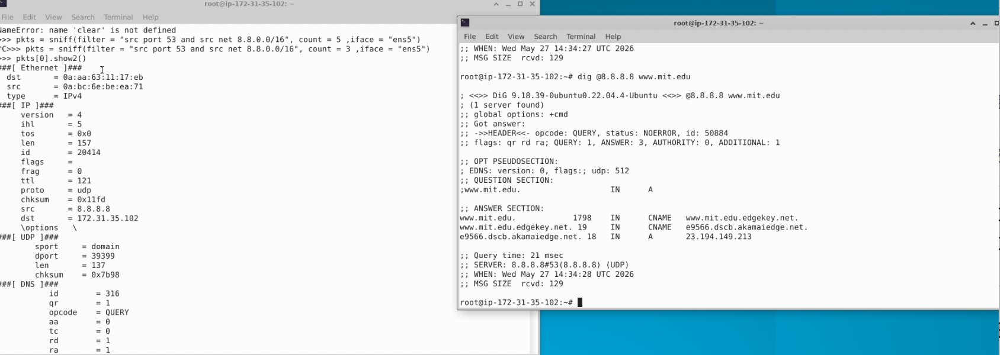 root@ip-172-31-35-102: ~
File Edit View Search Terminal Help
NameError: name 'clear' is not defined
>>> pkts = sniff(filter = "src port 53 and src net 8.8.0.0/16", count = 5 ,iface = "ens5")
^C>>> pkts = sniff(filter = "src port 53 and src net 8.8.0.0/16", count = 3 ,iface = "ens5")
>>> pkts[0].show2()
###[ Ethernet ]###
dst = 0a:aa:63:11:17:eb
src = 0a:bc:6e:be:ea:71
type = IPv4
###[ IP ]###
version = 4
ihl = 5
tos = 0x0
len = 157
id = 20414
flags =
frag = 0
ttl = 121
proto = udp
chksum = 0x11fd
src = 8.8.8.8
dst = 172.31.35.102
\options \
###[ UDP ]###
sport = domain
dport = 39399
len = 137
chksum = 0x7b98
###[ DNS ]###
id = 316
qr = 1
opcode = QUERY
aa = 0
tc = 0
rd = 1
ra = 1
root@ip-172-31-35-102: ~
File Edit View Search Terminal Help
;; WHEN: Wed May 27 14:34:27 UTC 2026
;; MSG SIZE rcvd: 129
root@ip-172-31-35-102:~# dig @8.8.8.8 www.mit.edu
; <<>> DiG 9.18.39-0ubuntu0.22.04.4-Ubuntu <<>> @8.8.8.8 www.mit.edu
; (1 server found)
;; global options: +cmd
;; Got answer:
;; ->>HEADER<<- opcode: QUERY, status: NOERROR, id: 50884
;; flags: qr rd ra; QUERY: 1, ANSWER: 3, AUTHORITY: 0, ADDITIONAL: 1
;; OPT PSEUDOSECTION:
; EDNS: version: 0, flags:; udp: 512
;; QUESTION SECTION:
;www.mit.edu. IN A
;; ANSWER SECTION:
www.mit.edu. 1798 IN CNAME www.mit.edu.edgekey.net.
www.mit.edu.edgekey.net. 19 IN CNAME e9566.dscb.akamaiedge.net.
e9566.dscb.akamaiedge.net. 18 IN A 23.194.149.213
;; Query time: 21 msec
;; SERVER: 8.8.8.8#53(8.8.8.8) (UDP)
;; WHEN: Wed May 27 14:34:28 UTC 2026
;; MSG SIZE rcvd: 129
root@ip-172-31-35-102:~#